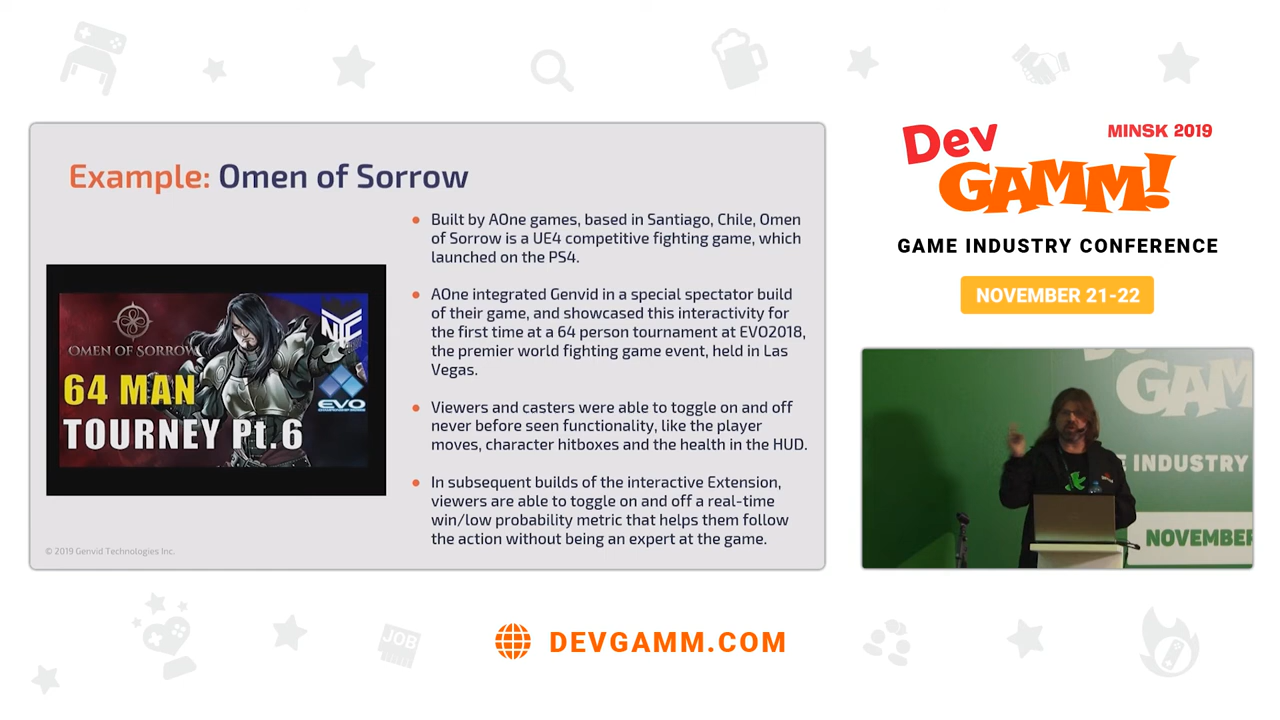 Example: Omen of Sorrow
Built by AOne games, based in Santiago, Chile, Omen
of Sorrow is a UE4 competitive fighting game, which
launched on the PS4.
AOne integrated Genvid in a special spectator build
of their game, and showcased this interactivity for
the first time at a 64 person tournament at EVO2018,
the premier world fighting game event, held in Las
Vegas.
Viewers and casters were able to toggle on and off
never before seen functionality, like the player
moves, character hitboxes and the health in the HUD.
In subsequent builds of the interactive Extension,
viewers are able to toggle on and off a real-time
win/low probability metric that helps them follow
the action without being an expert at the game.
OMEN OF SORROW
64 MAN
TOURNEY Pt.6
EVO
© 2019 Genvid Technologies Inc.
Dev
GAMM!
MINSK 2019
GAME INDUSTRY CONFERENCE
NOVEMBER 21-22
GAM
E INDUSTRY
NOVEMBER
JOB
DEVGAMM.COM